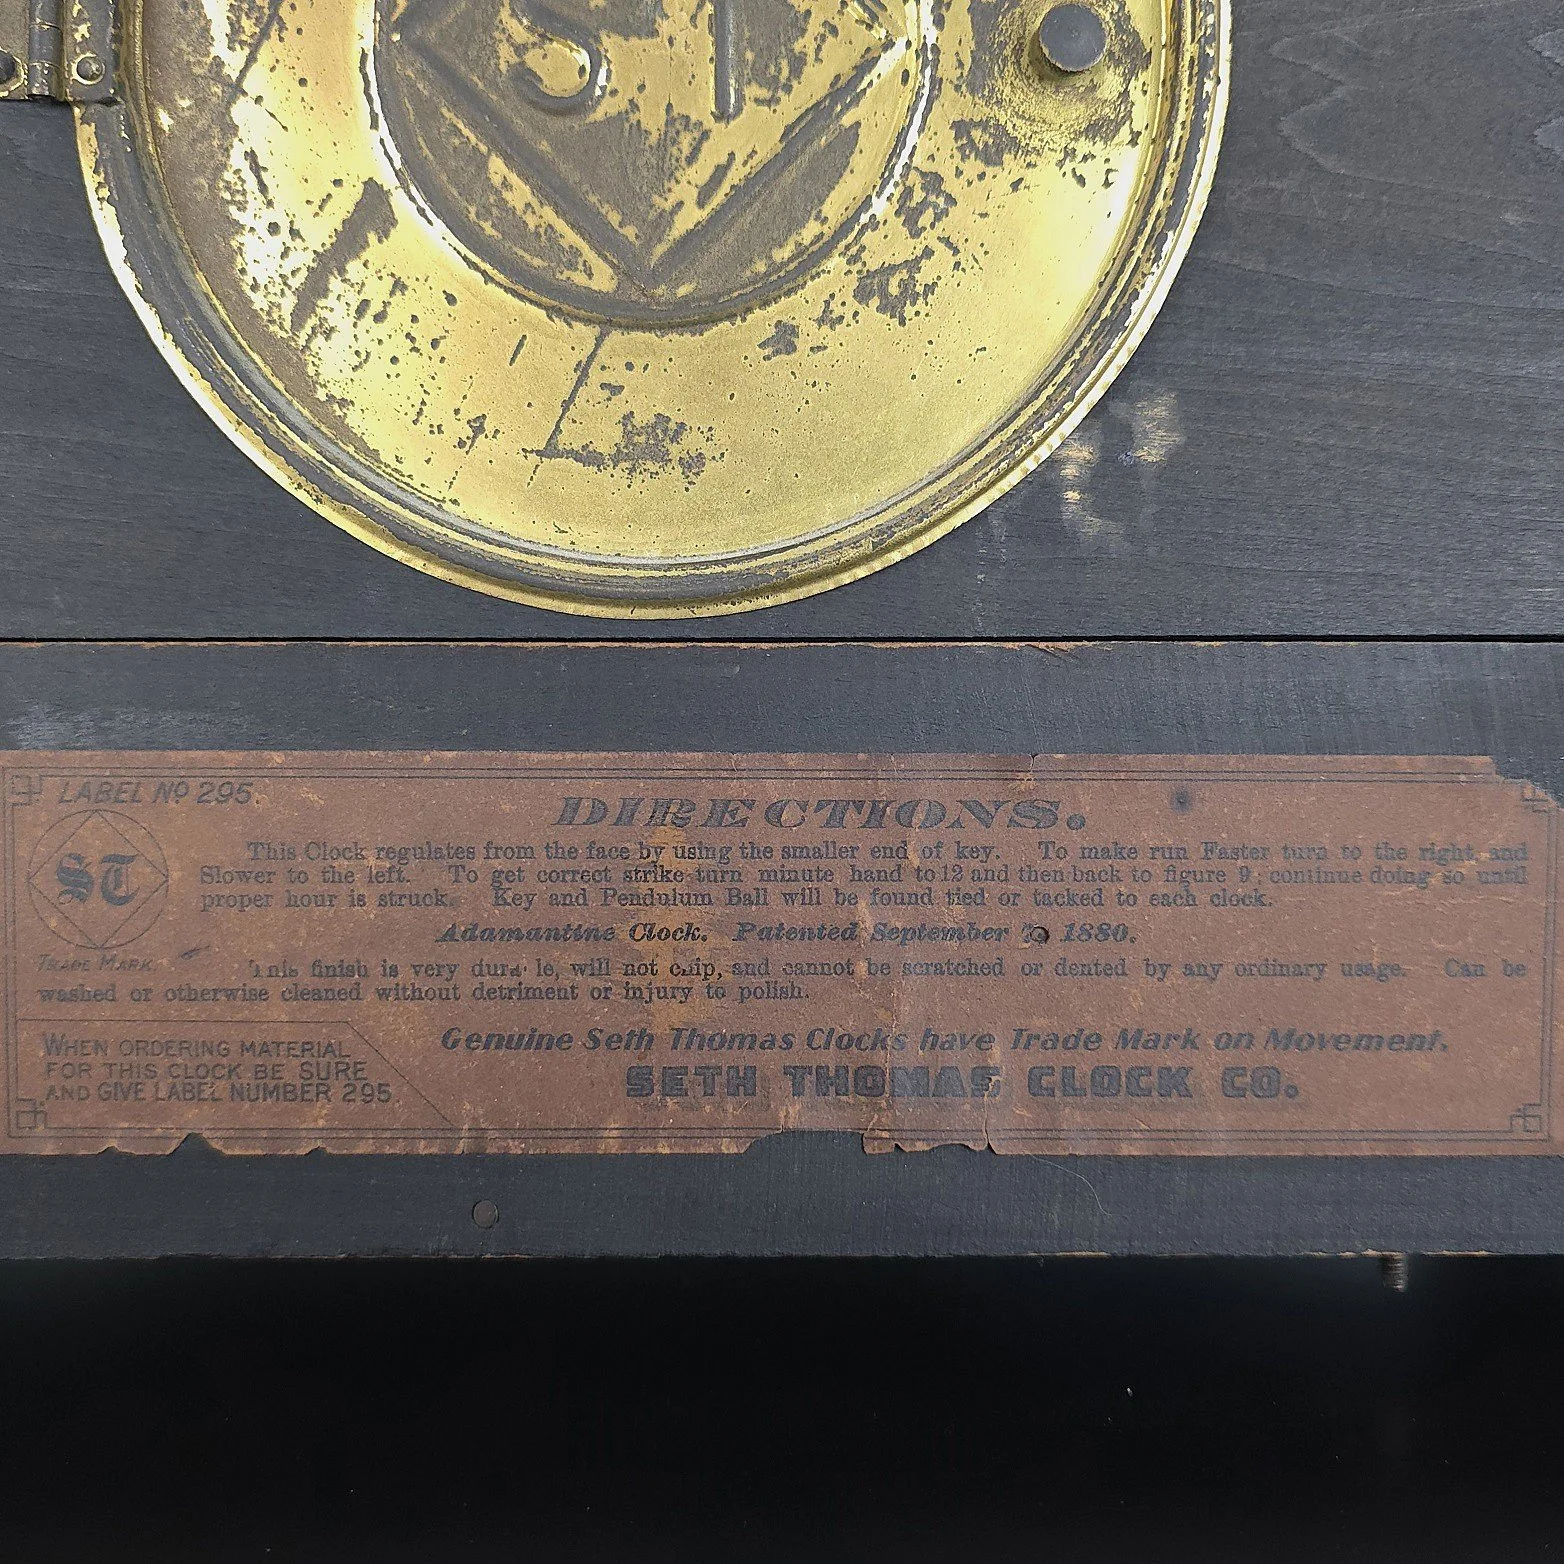 ST
LABEL Nº 295.
DIRECTIONS.
This Clock regulates from the face by using the smaller end of key. To make run Faster turn to the right, and
Slower to the left. To get correct strike turn minute hand to 12 and then back to figure 9; continue doing so until
proper hour is struck. Key and Pendulum Ball will be found tied or tacked to each clock.
ST
TRADE MARK.
Adamantine Clock. Patented September 1880.
This finish is very durable, will not chip, and cannot be scratched or dented by any ordinary usage. Can be
washed or otherwise cleaned without detriment or injury to polish.
WHEN ORDERING MATERIAL
FOR THIS CLOCK BE SURE
AND GIVE LABEL NUMBER 295.
Genuine Seth Thomas Clocks have Trade Mark on Movement.
SETH THOMAS CLOCK CO.